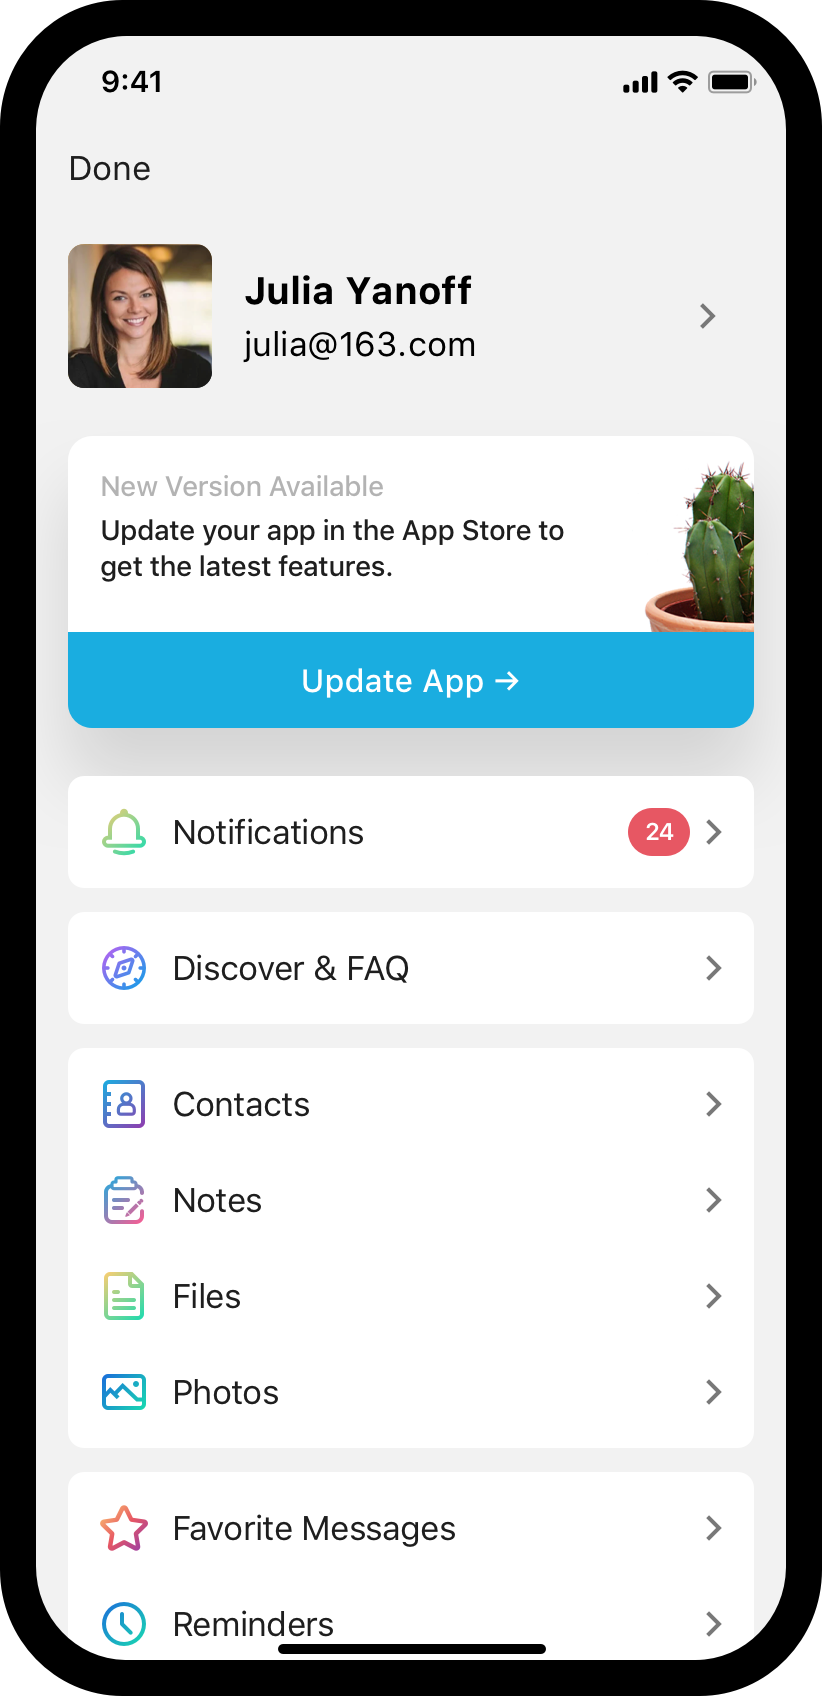 9:41
Done
Julia Yanoff
julia@163.com
New Version Available
Update your app in the App Store to
get the latest features.
Update App →
Notifications
24
Discover & FAQ
Contacts
Notes
Files
Photos
Favorite Messages
Reminders